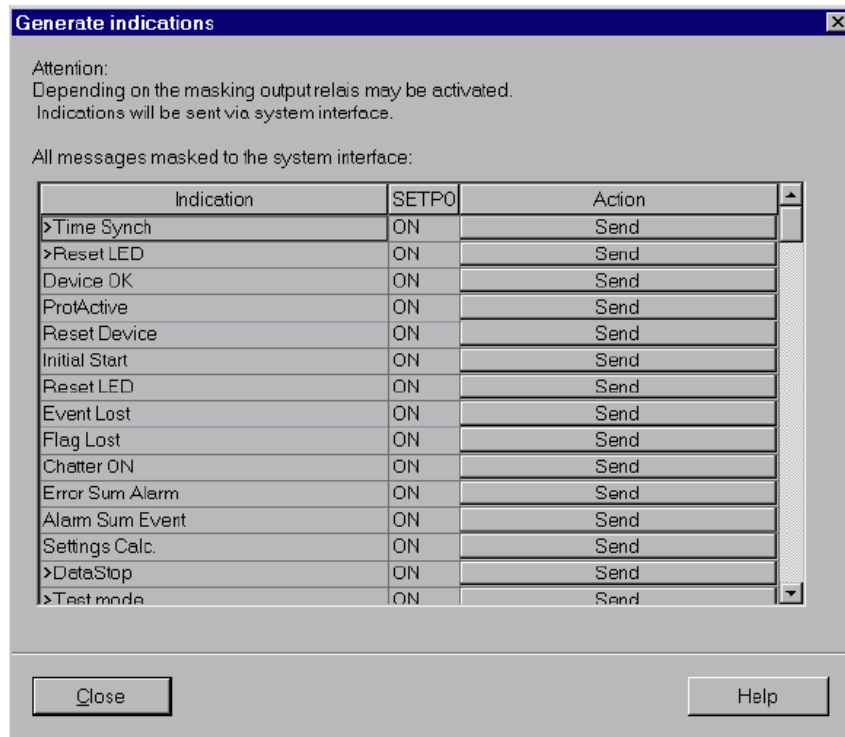 Generate indications
Attention:
Depending on the masking output relais may be activated.
Indications will be sent via system interface.
All messages masked to the system interface:
Indication SETPO Action
>Time Synch ON Send
>Reset LED ON Send
Device OK ON Send
ProtActive ON Send
Reset Device ON Send
Initial Start ON Send
Reset LED ON Send
Event Lost ON Send
Flag Lost ON Send
Chatter ON ON Send
Error Sum Alarm ON Send
Alarm Sum Event ON Send
Settings Calc. ON Send
>DataStop ON Send
>Test mode ON Send
Close Help